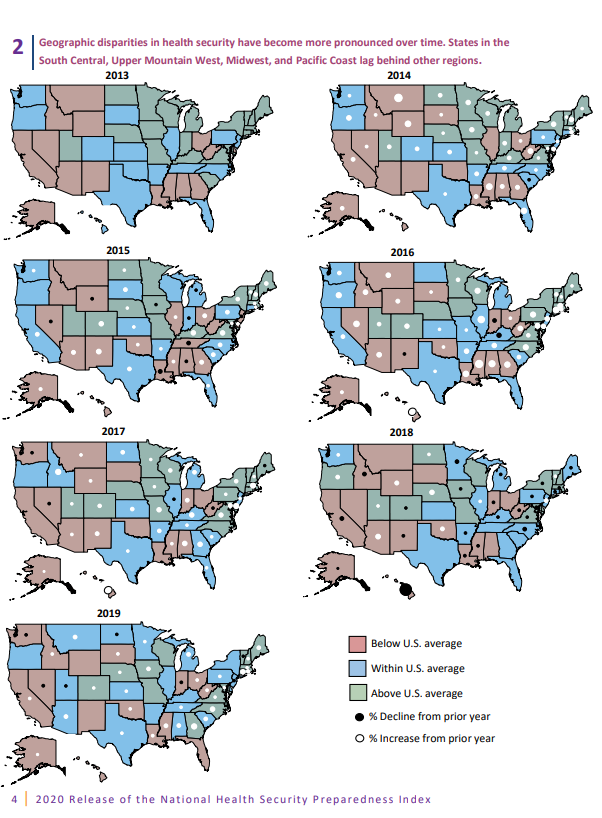 2
Geographic disparities in health security have become more pronounced over time. States in the
South Central, Upper Mountain West, Midwest, and Pacific Coast lag behind other regions.
2013
2014
2015
2016
2017
2018
2019
Below U.S. average
Within U.S. average
Above U.S. average
% Decline from prior year
% Increase from prior year
4 | 2020 Release of the National Health Security Preparedness Index